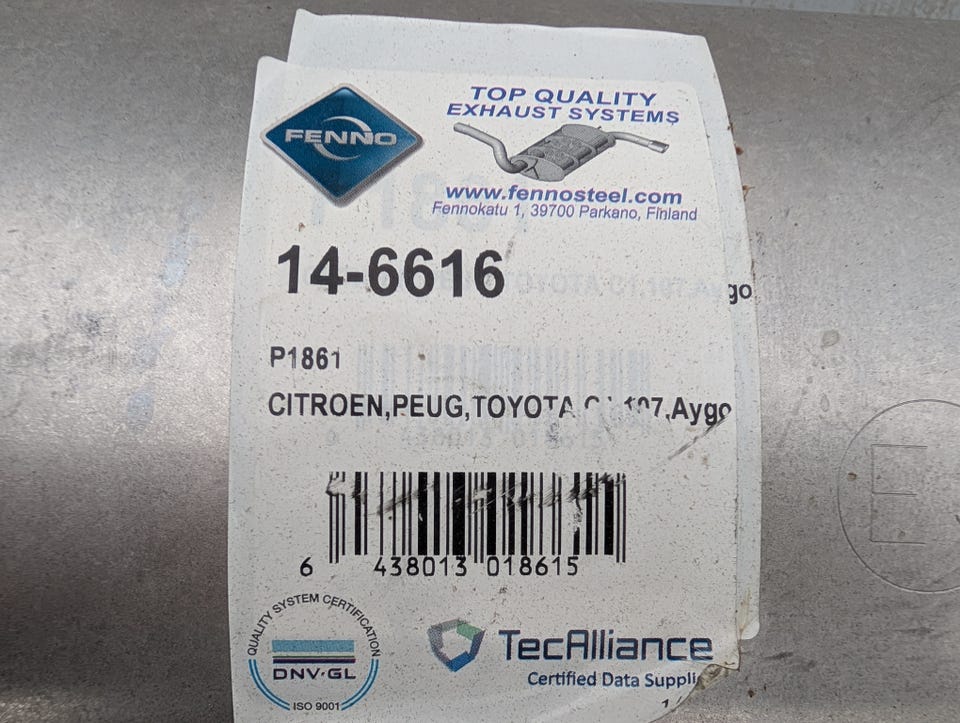 FENNO
TOP QUALITY
EXHAUST SYSTEMS
www.fennosteel.com
Fennokatu 1, 39700 Parkano, Finland
14-6616
go
P1861
CITROEN,PEUG,TOYOTA 107,Aygo
6 438013 018615
QUALITY SYSTEM CERTIFICATION
DNV·GL
ISO 9001
TecAlliance
Certified Data Suppli